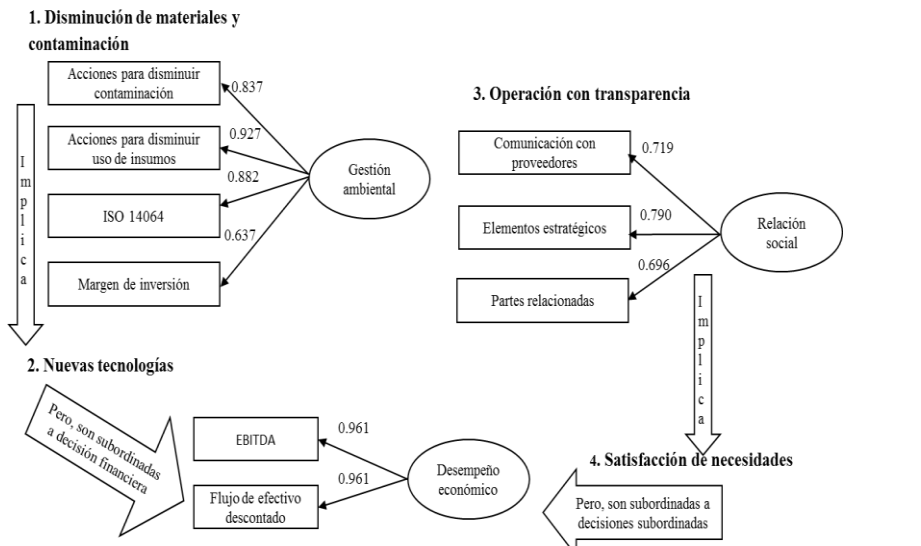 1. Disminución de materiales y
contaminación
Acciones para disminuir
contaminación
0.837
Acciones para disminuir
uso de insumos
0.927
ISO 14064
0.882
Margen de inversión
0.637
Gestión
ambiental
Implica
2. Nuevas tecnologías
Pero, son subordinadas
a decisión financiera
EBITDA
0.961
Flujo de efectivo
descontado
0.961
Desempeño
económico
3. Operación con transparencia
Comunicación con
proveedores
0.719
Elementos estratégicos
0.790
Partes relacionadas
0.696
Relación
social
Implica
4. Satisfacción de necesidades
Pero, son subordinadas a
decisiones subordinadas